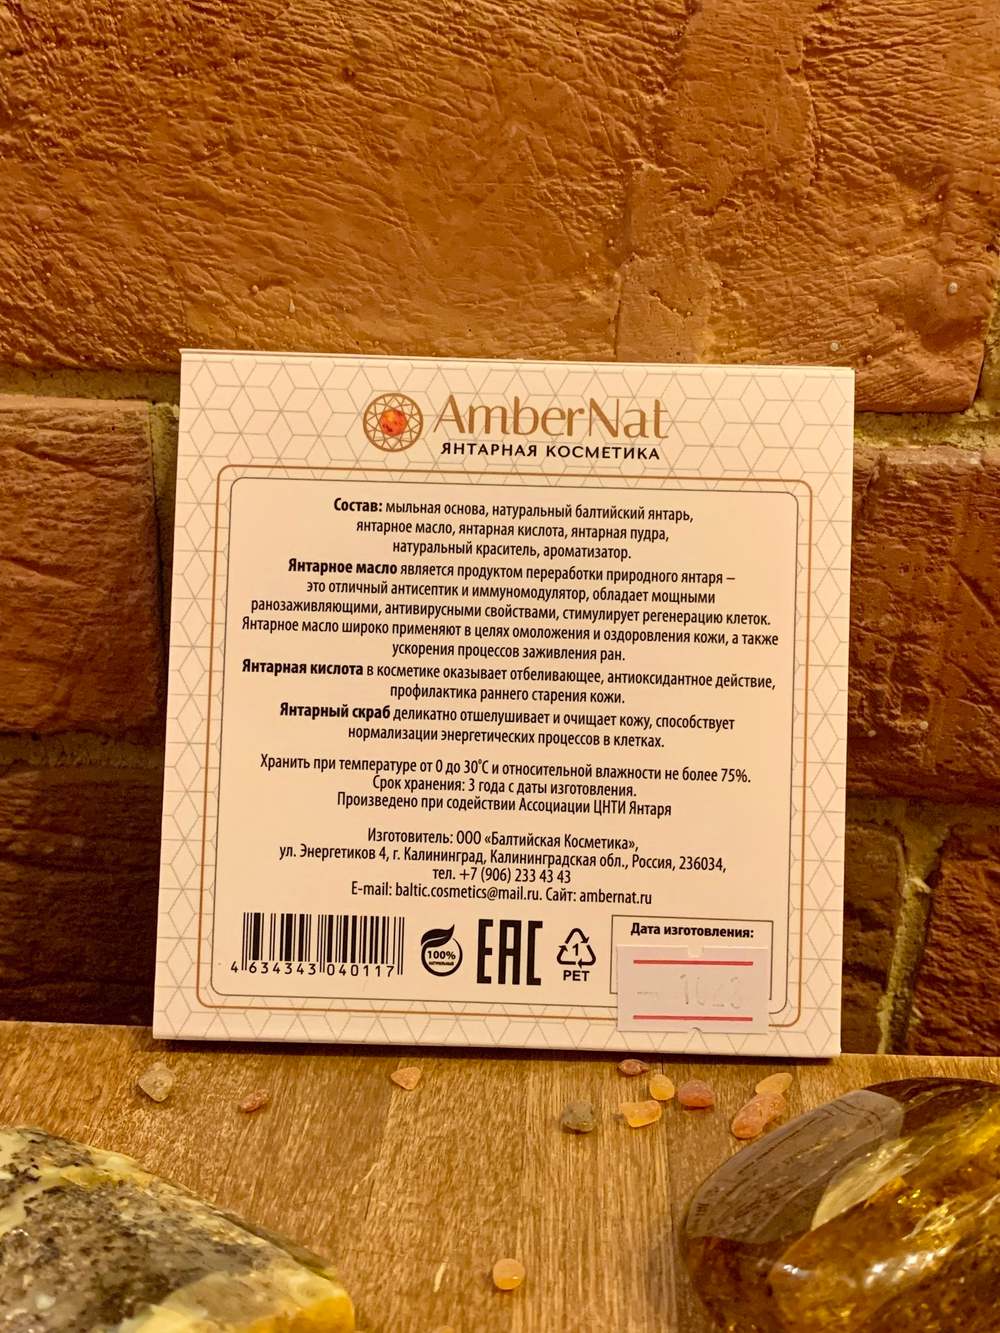 AmberNat
ЯНТАРНАЯ КОСМЕТИКА
Состав: мыльная основа, натуральный балтийский янтарь,
янтарное масло, янтарная кислота, янтарная пудра,
натуральный краситель, ароматизатор.
Янтарное масло является продуктом переработки природного янтаря –
это отличный антисептик и иммуномодулятор, обладает мощными
ранозаживляющими, антивирусными свойствами, стимулирует регенерацию клеток.
Янтарное масло широко применяют в целях омоложения и оздоровления кожи, а также
ускорения процессов заживления ран.
Янтарная кислота в косметике оказывает отбеливающее, антиоксидантное действие,
профилактика раннего старения кожи.
Янтарный скраб деликатно отшелушивает и очищает кожу, способствует
нормализации энергетических процессов в клетках.
Хранить при температуре от 0 до 30°С и относительной влажности не более 75%.
Срок хранения: 3 года с даты изготовления.
Произведено при содействии Ассоциации ЦНТИ Янтаря
Изготовитель: ООО «Балтийская Косметика»,
ул. Энергетиков 4, г. Калининград, Калининградская обл., Россия, 236034,
тел. +7 (906) 233 43 43
E-mail: baltic.cosmetics@mail.ru. Сайт: ambernat.ru
4 634343 040117
100%
EAC
1
PET
Дата изготовления: